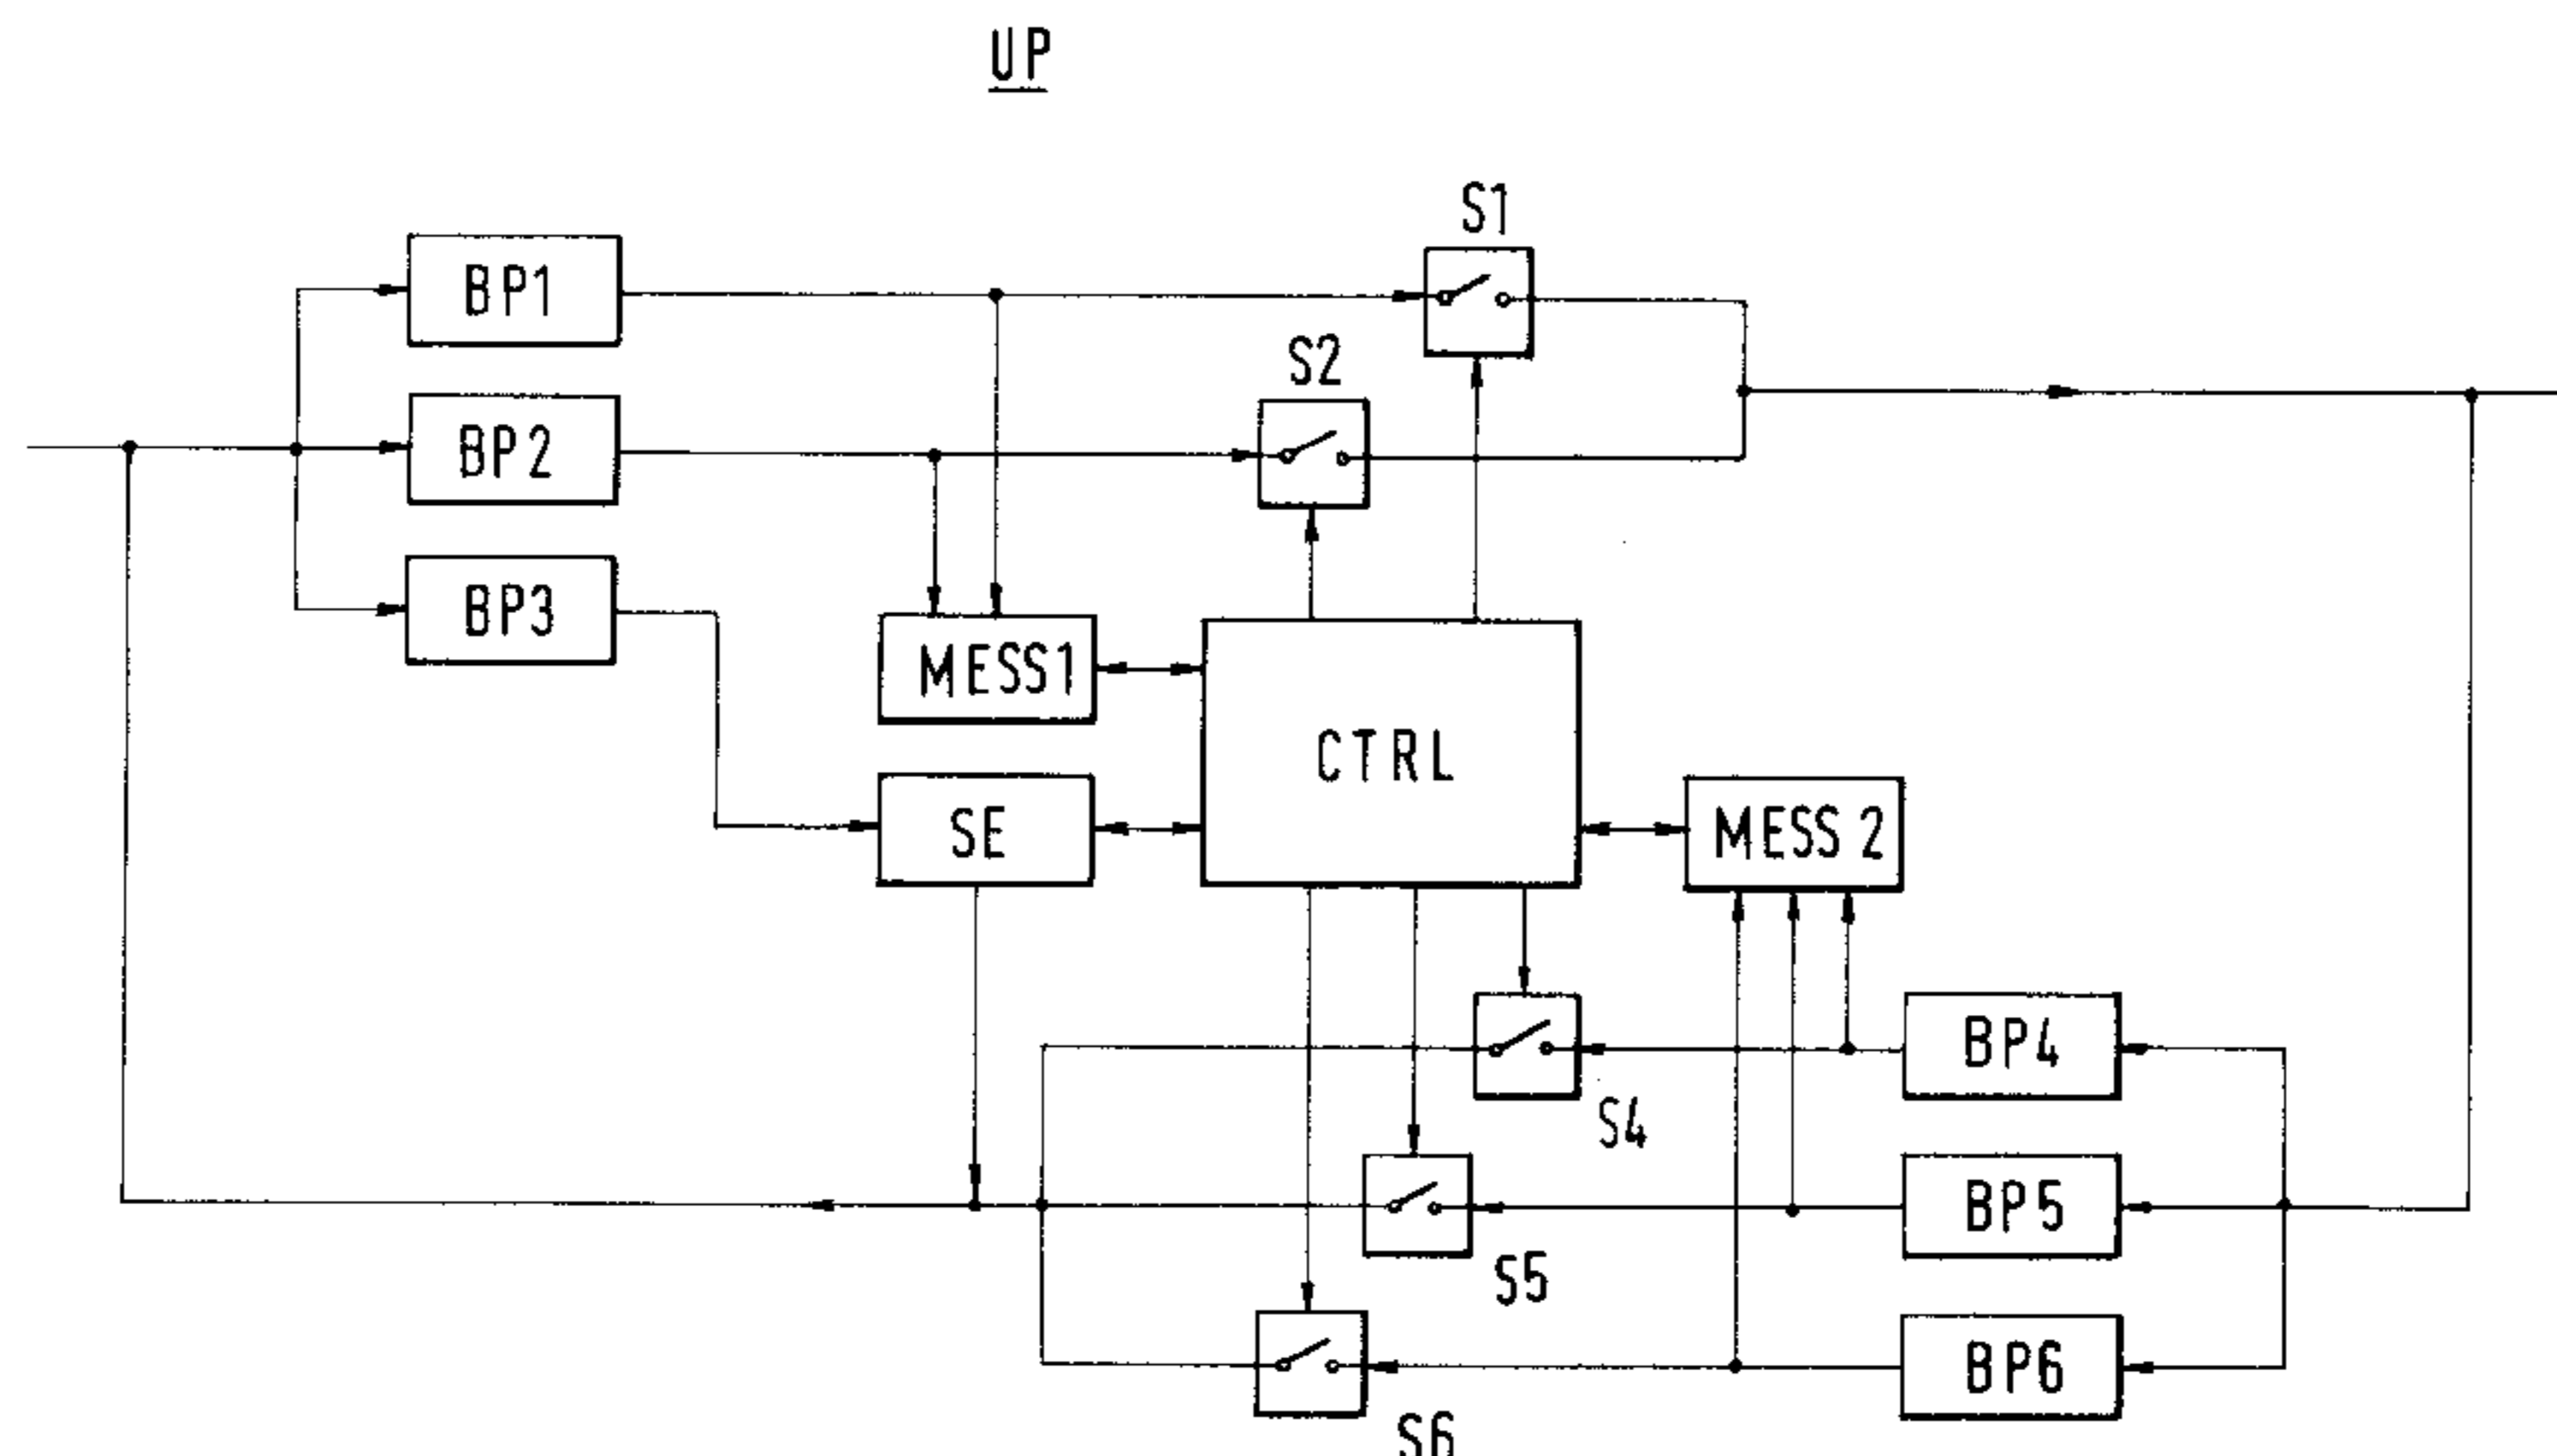 UP
S1
BP1
S2
BP2
BP3
MESS1
CTRL
SE
MESS 2
BP4
S4
BP5
S5
BP6
S6